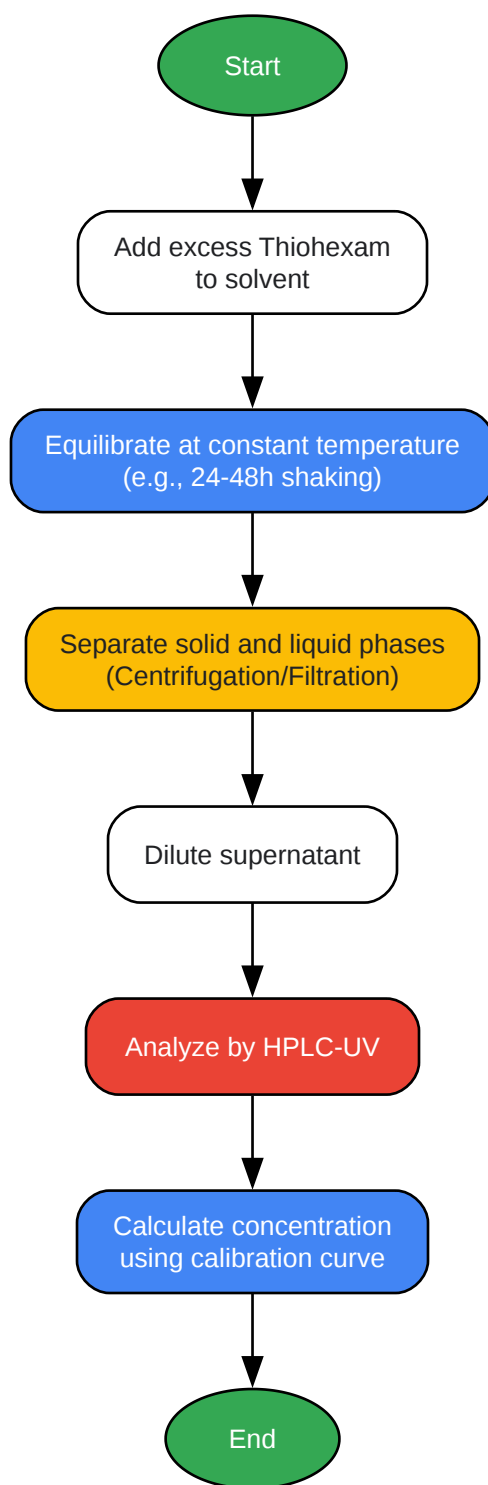 Start
Add excess Thiohexam
to solvent
Equilibrate at constant temperature
(e.g., 24-48h shaking)
Separate solid and liquid phases
(Centrifugation/Filtration)
Dilute supernatant
Analyze by HPLC-UV
Calculate concentration
using calibration curve
End